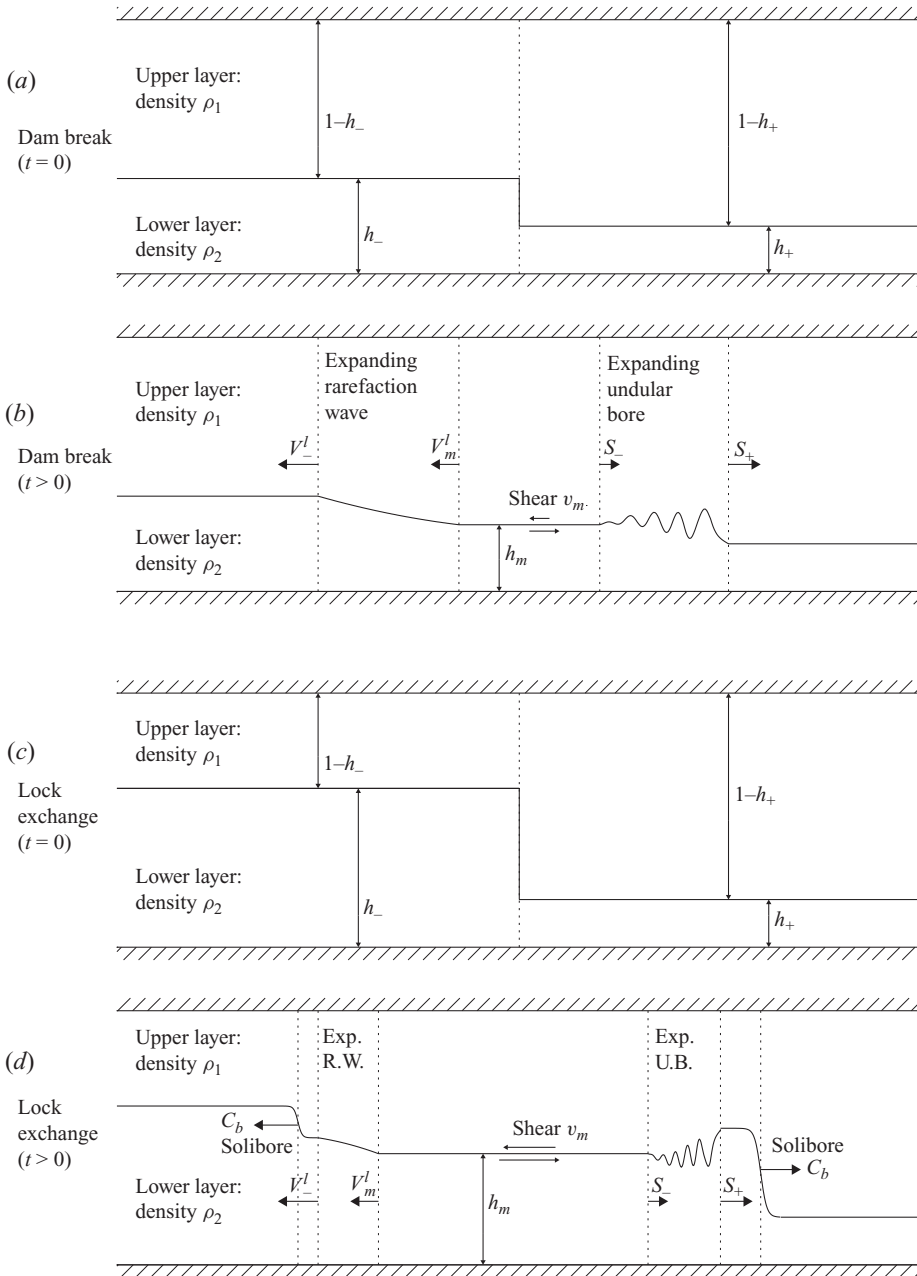 (a)
Dam break
(t = 0)
Upper layer:
density ρ1
1–h–
1–h+
Lower layer:
density ρ2
h–
h+
(b)
Dam break
(t > 0)
Upper layer:
density ρ1
Expanding
rarefaction
wave
Expanding
undular
bore
V–l
Vml
S–
S+
Shear vm.
Lower layer:
density ρ2
hm
(c)
Lock
exchange
(t = 0)
Upper layer:
density ρ1
1–h–
1–h+
Lower layer:
density ρ2
h–
h+
(d)
Lock
exchange
(t > 0)
Upper layer:
density ρ1
Exp.
R.W.
Exp.
U.B.
Cb
Solibore
Shear vm
Solibore
Cb
Lower layer:
density ρ2
V–l
Vml
hm
S–
S+